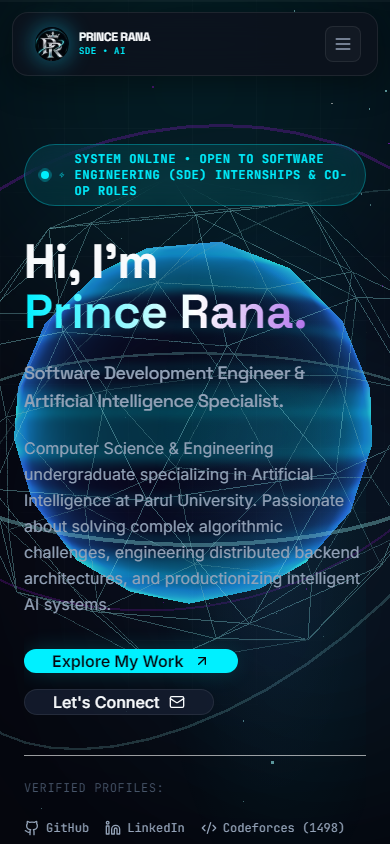 PRINCE RANA
SDE • AI
SYSTEM ONLINE • OPEN TO SOFTWARE
ENGINEERING (SDE) INTERNSHIPS & CO-
OP ROLES
Hi, I’m
Prince Rana.
Software Development Engineer &
Artificial Intelligence Specialist.
Computer Science & Engineering
undergraduate specializing in Artificial
Intelligence at Parul University. Passionate
about solving complex algorithmic
challenges, engineering distributed backend
architectures, and productionizing intelligent
AI systems.
Explore My Work
Let's Connect
VERIFIED PROFILES:
GitHub LinkedIn Codeforces (1498)